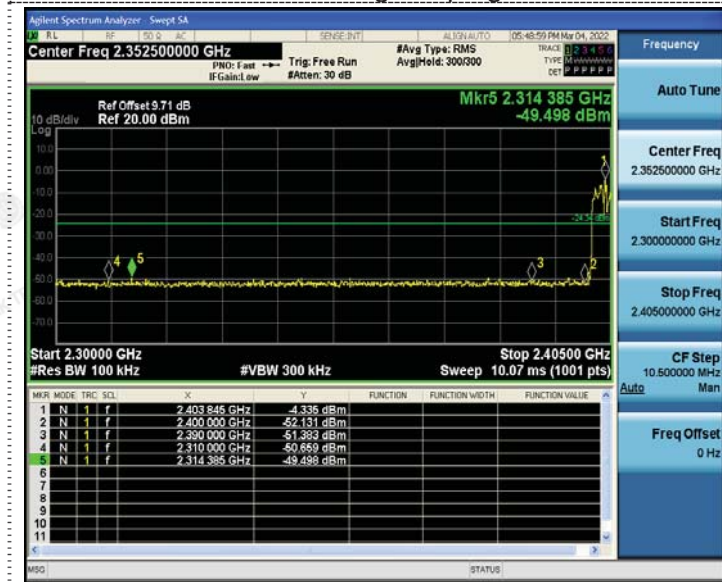 Agilent Spectrum Analyzer - Swept SA
RL RF 50 Ω AC SENSE:INT ALIGN AUTO 05:48:59 PM Mar 04, 2022
Center Freq 2.352500000 GHz #Avg Type: RMS TRACE 1 2 3 4 5 6
PNO: Fast Trig: Free Run Avg|Hold: 300/300 TYPE M
IFGain:Low #Atten: 30 dB DET P P P P P P
Frequency
Auto Tune
Center Freq
2.352500000 GHz
Start Freq
2.300000000 GHz
Stop Freq
2.405000000 GHz
CF Step
10.500000 MHz
Auto Man
Freq Offset
0 Hz
Mkr5 2.314 385 GHz
-49.498 dBm
Ref Offset 9.71 dB
10 dB/div Ref 20.00 dBm
Log
10.0
0.00
-10.0
-20.0
-30.0
-40.0
-50.0
-60.0
-70.0
1
4 5 3 2
Start 2.30000 GHz Stop 2.40500 GHz
#Res BW 100 kHz #VBW 300 kHz Sweep 10.07 ms (1001 pts)
MKR MODE TRC SCL X Y FUNCTION FUNCTION WIDTH FUNCTION VALUE
1 N 1 f 2.403 845 GHz -4.335 dBm
2 N 1 f 2.400 000 GHz -52.131 dBm
3 N 1 f 2.390 000 GHz -51.383 dBm
4 N 1 f 2.310 000 GHz -50.659 dBm
5 N 1 f 2.314 385 GHz -49.498 dBm
6
7
8
9
10
11
MSG STATUS